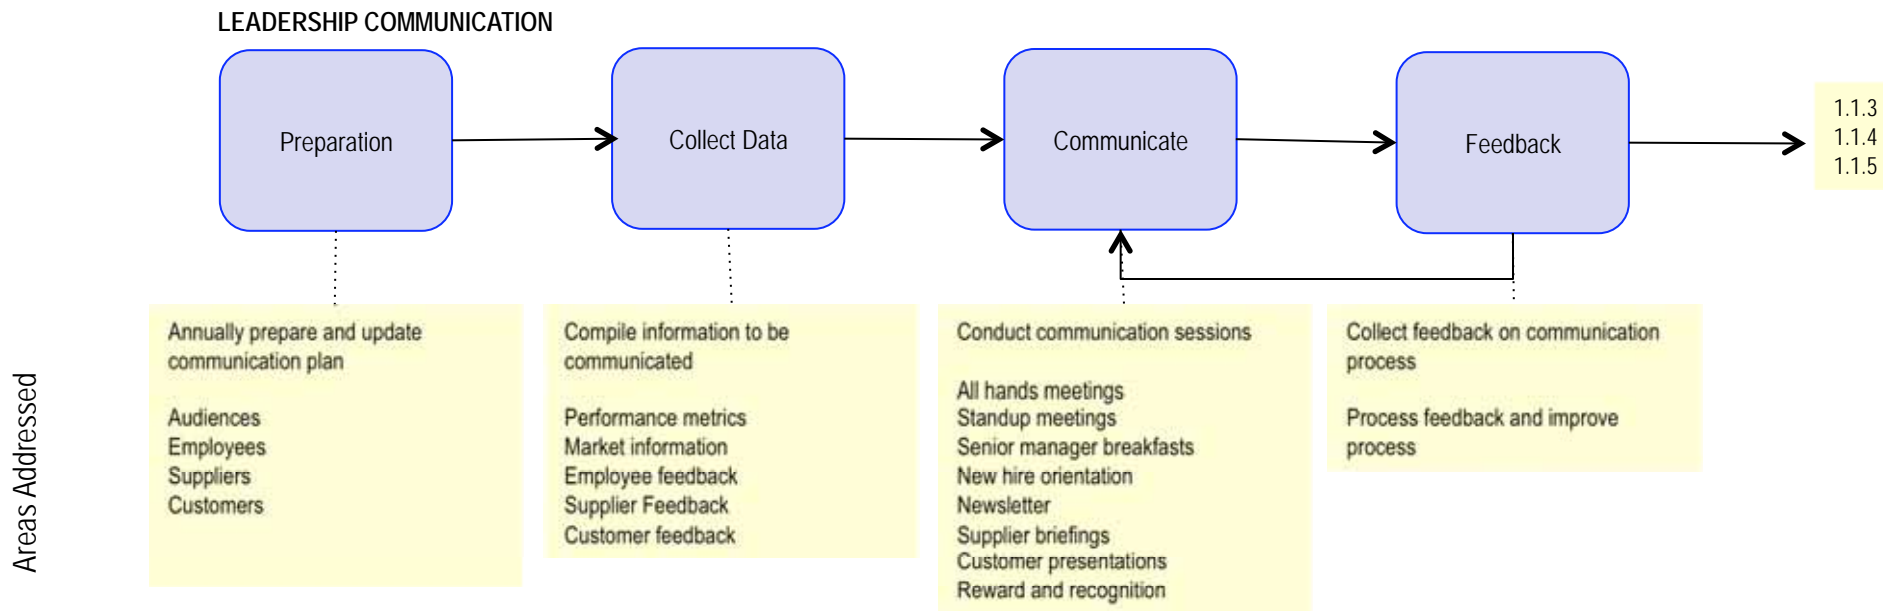 LEADERSHIP COMMUNICATION
Preparation
Collect Data
Communicate
Feedback
1.1.3
1.1.4
1.1.5
Areas Addressed
Annually prepare and update
communication plan
Audiences
Employees
Suppliers
Customers
Compile information to be
communicated
Performance metrics
Market information
Employee feedback
Supplier Feedback
Customer feedback
Conduct communication sessions
All hands meetings
Standup meetings
Senior manager breakfasts
New hire orientation
Newsletter
Supplier briefings
Customer presentations
Reward and recognition
Collect feedback on communication
process
Process feedback and improve
process